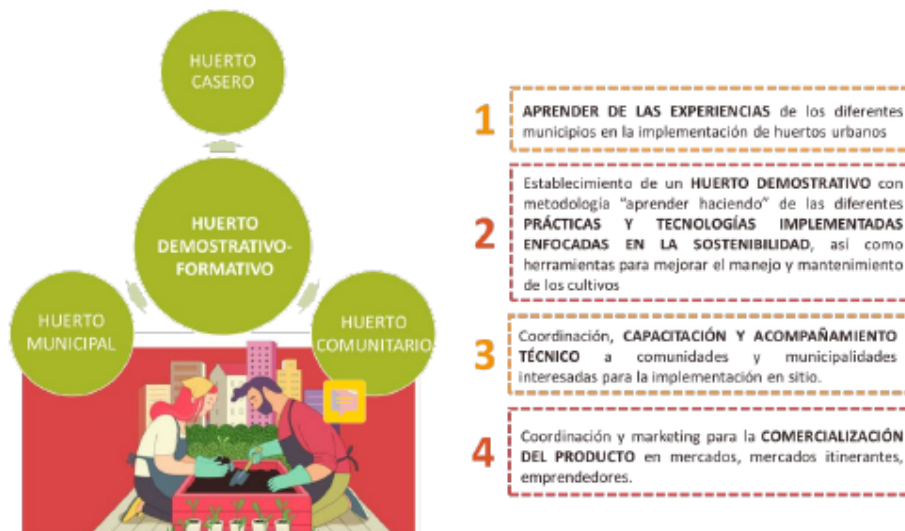 HUERTO
CASERO
HUERTO
DEMOSTRATIVO-
FORMATIVO
HUERTO
MUNICIPAL
HUERTO
COMUNITARIO
1
APRENDER DE LAS EXPERIENCIAS de los diferentes
municipios en la implementación de huertos urbanos
2
Establecimiento de un HUERTO DEMOSTRATIVO con
metodología “aprender haciendo” de las diferentes
PRÁCTICAS Y TECNOLOGÍAS IMPLEMENTADAS
ENFOCADAS EN LA SOSTENIBILIDAD, así como
herramientas para mejorar el manejo y mantenimiento
de los cultivos
3
Coordinación, CAPACITACIÓN Y ACOMPAÑAMIENTO
TÉCNICO a comunidades y municipalidades
interesadas para la implementación en sitio.
4
Coordinación y marketing para la COMERCIALIZACIÓN
DEL PRODUCTO en mercados, mercados itinerantes,
emprendedores.